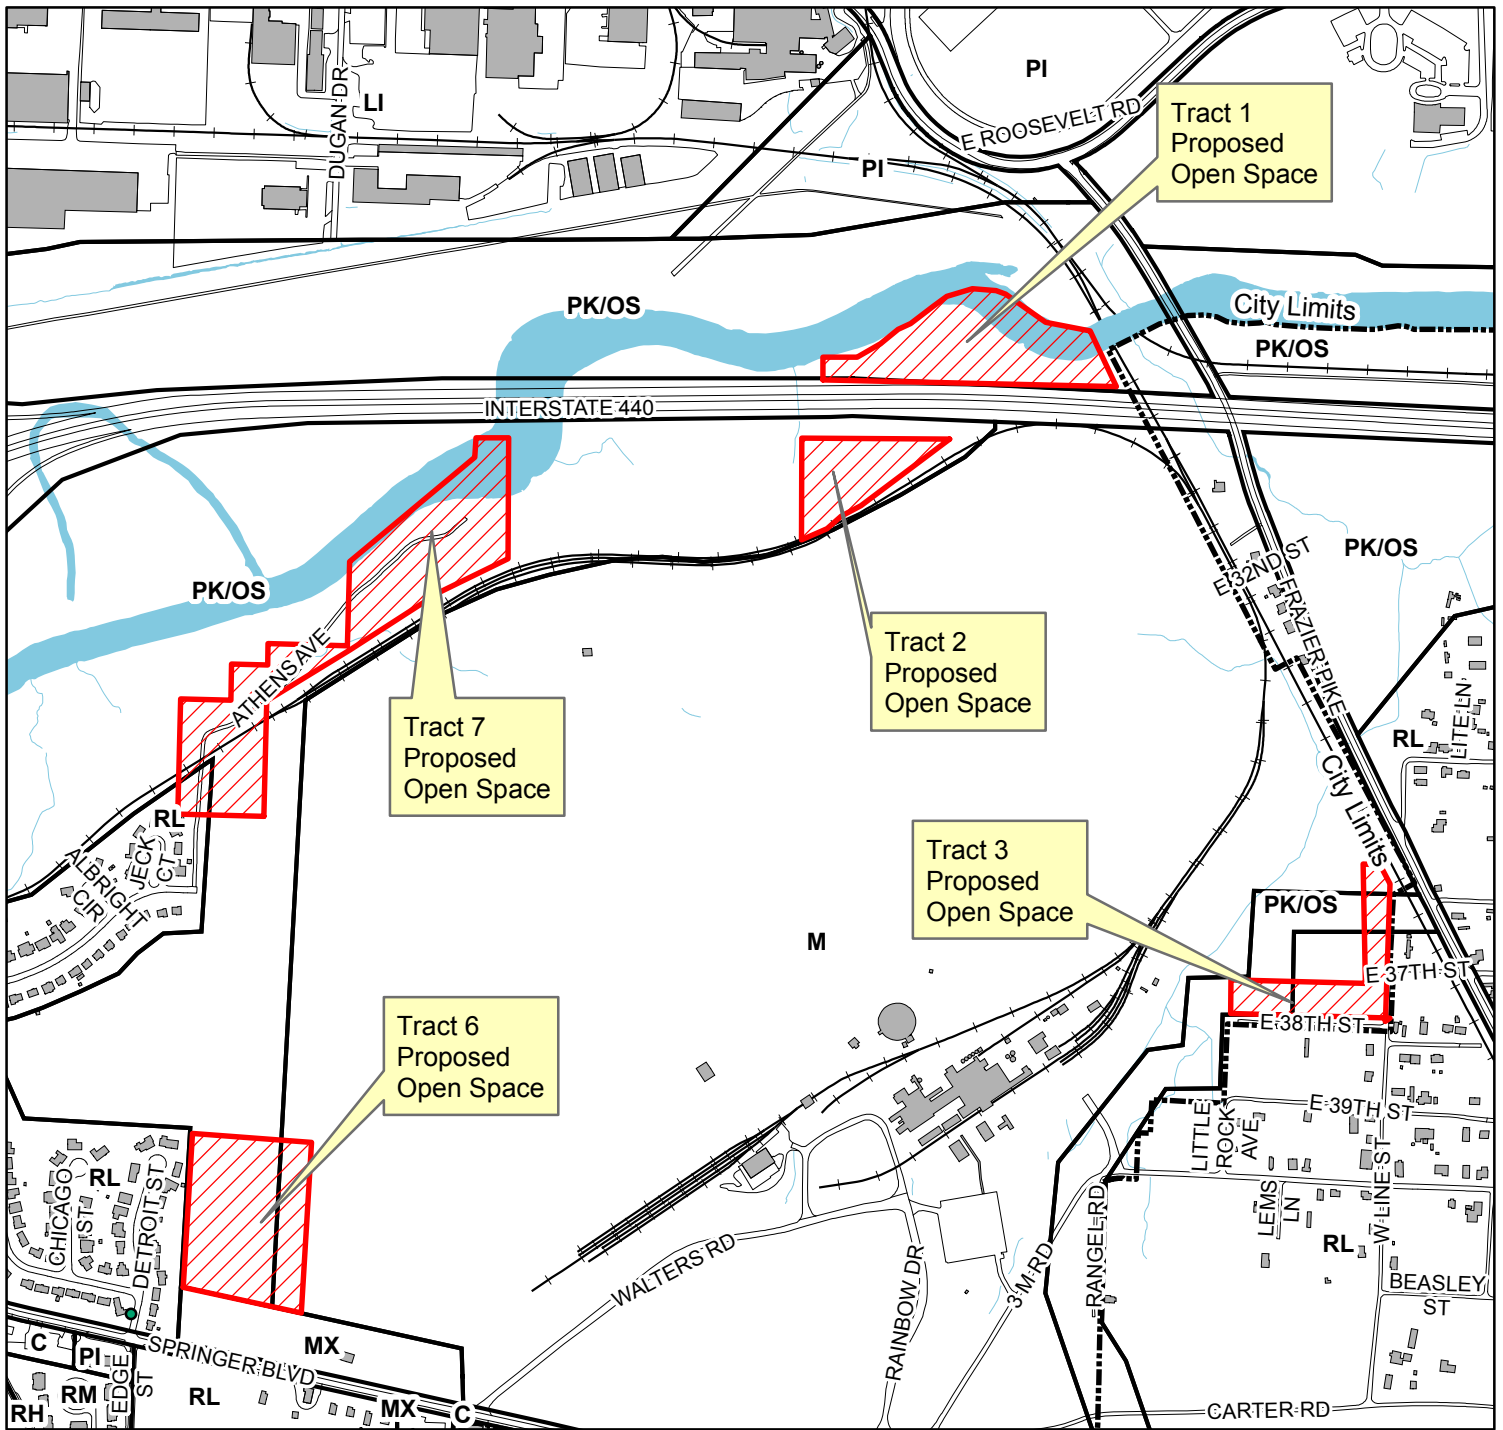 PI
LI
DUGAN DR
E ROOSEVELT RD
Tract 1
Proposed
Open Space
PI
PK/OS
City Limits
PK/OS
INTERSTATE 440
E 32ND ST
PK/OS
FRAZIER PIKE
PK/OS
Tract 2
Proposed
Open Space
ATHENS AVE
Tract 7
Proposed
Open Space
RL
LITE LN
City Limits
RL
JECK
CT
ALBRIGHT
CIR
Tract 3
Proposed
Open Space
PK/OS
M
E 37TH ST
E 38TH ST
Tract 6
Proposed
Open Space
E 39TH ST
LITTLE
ROCK
AVE
W LINE ST
LEMS
LN
RL
CHICAGO
ST
RL
DETROIT ST
WALTERS RD
RAINBOW DR
3-M RD
RANGEL RD
BEASLEY
ST
SPRINGER BLVD
MX
C
PI
EDGE
ST
RM
RL
RH
MX
C
CARTER RD